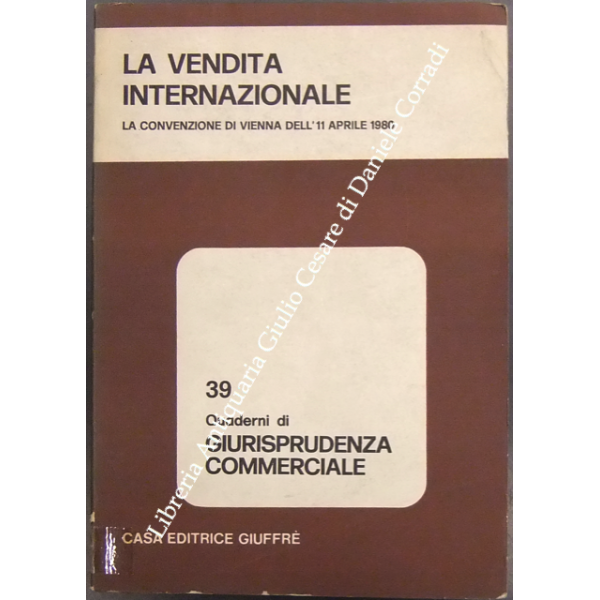 LA VENDITA
INTERNAZIONALE
LA CONVENZIONE DI VIENNA DELL'11 APRILE 1980
39
Quaderni di
GIURISPRUDENZA
COMMERCIALE
CASA EDITRICE GIUFFRÈ
Libreria Antiquaria Giulio Cesare di Daniele Corradi